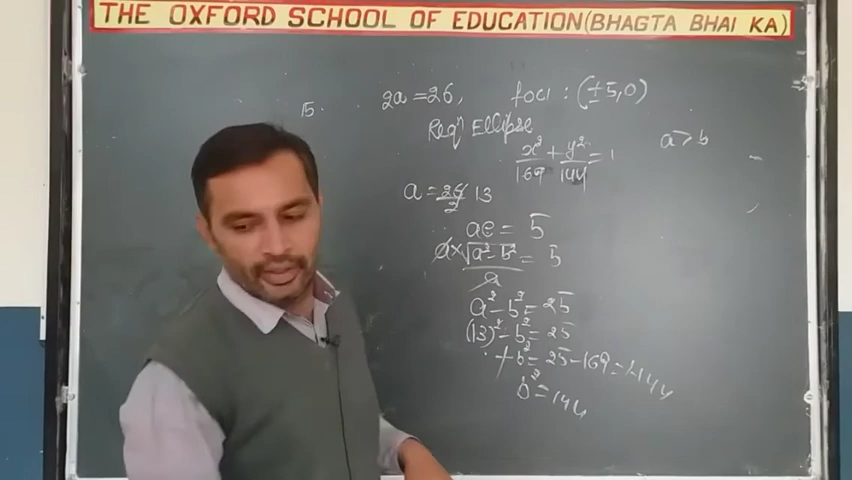 THE OXFORD SCHOOL OF EDUCATION(BHAGTA BHAI KA)
15. 2a = 26, foci : (±5,0)
Reqn Ellipse
x²/169 + y²/144 = 1 a > b
a = 26/2 13
ae = 5
a × √a²-b²/a = 5
a² - b² = 25
(13)² - b² = 25
+ b² = 25 - 169 = -144
b² = 144